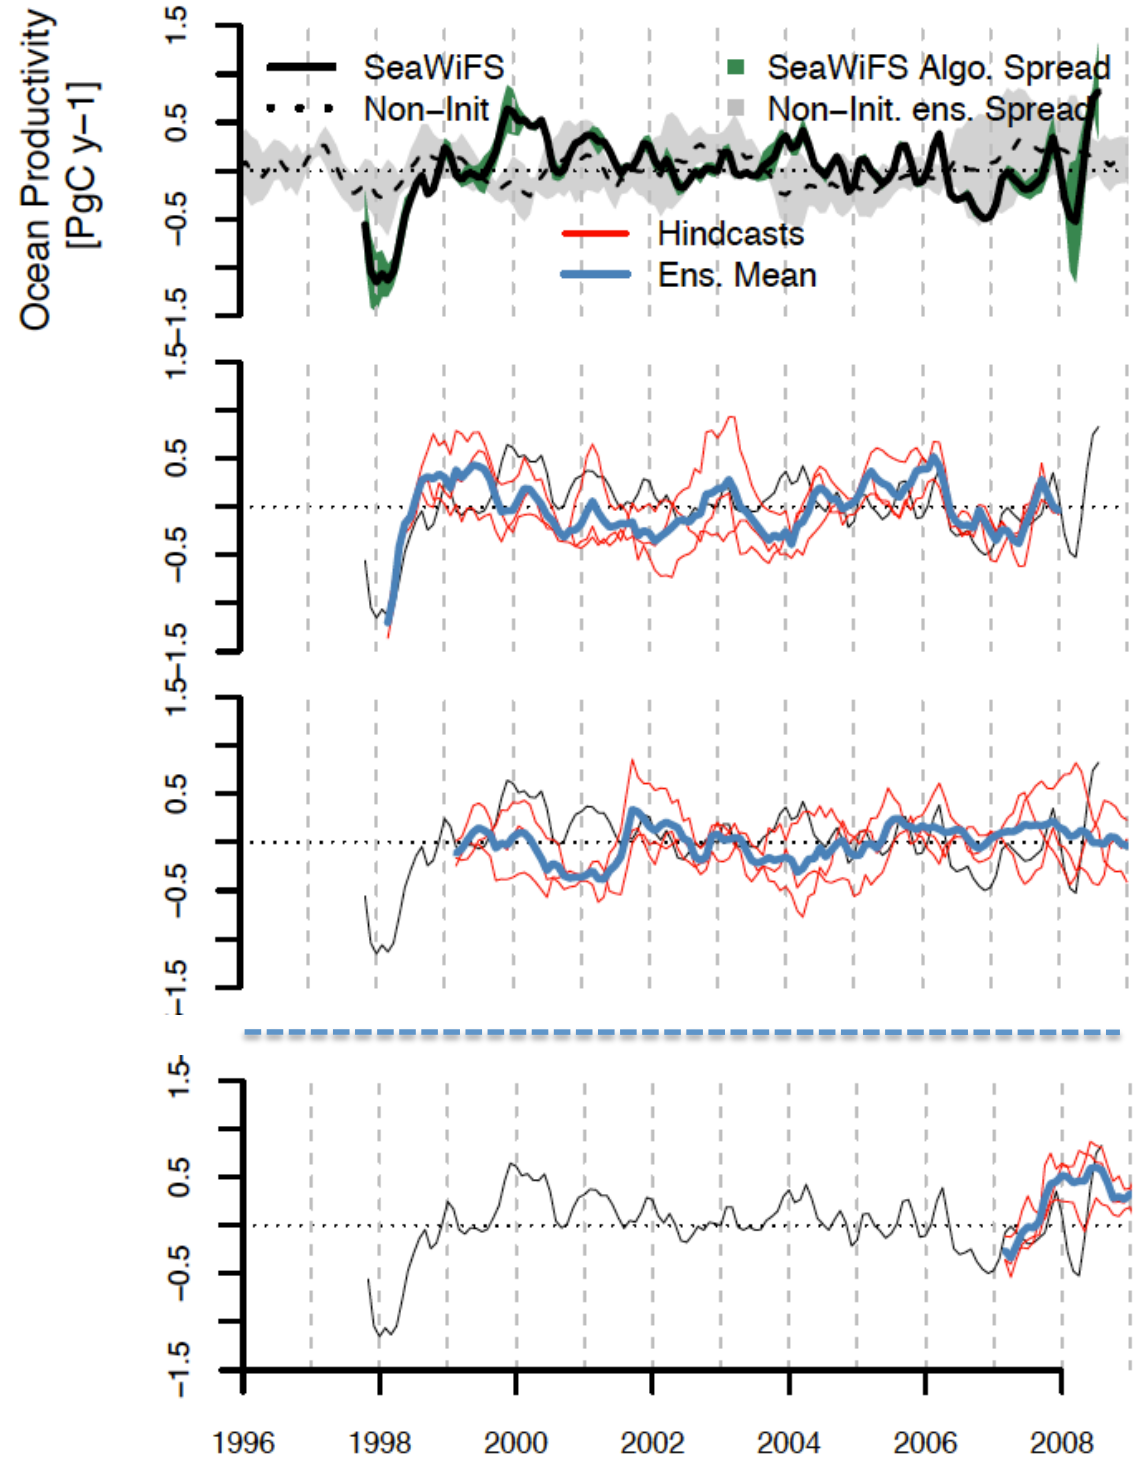 Ocean Productivity
[PgC y−1]
1.5
0.5
−0.5
−1.5
SeaWiFS
Non−Init
SeaWiFS Algo. Spread
Non−Init. ens. Spread
Hindcasts
Ens. Mean
1.5
0.5
−0.5
−1.5
1.5
0.5
−0.5
−1.5
1.5
0.5
−0.5
−1.5
1996 1998 2000 2002 2004 2006 2008